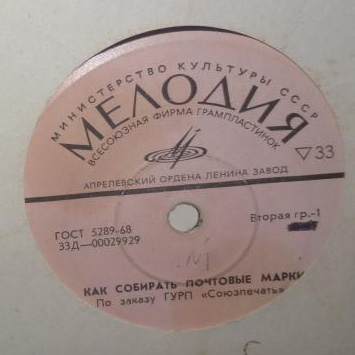 МИНИСТЕРСТВО КУЛЬТУРЫ СССР
МЕЛОДИЯ
ВСЕСОЮЗНАЯ ФИРМА ГРАМПЛАСТИНОК
▽33
АПРЕЛЕВСКИЙ ОРДЕНА ЛЕНИНА ЗАВОД
ГОСТ 5289-68
33Д—00029929
Вторая гр.-1
КАК СОБИРАТЬ ПОЧТОВЫЕ МАРКИ
По заказу ГУРП «Союзпечать»